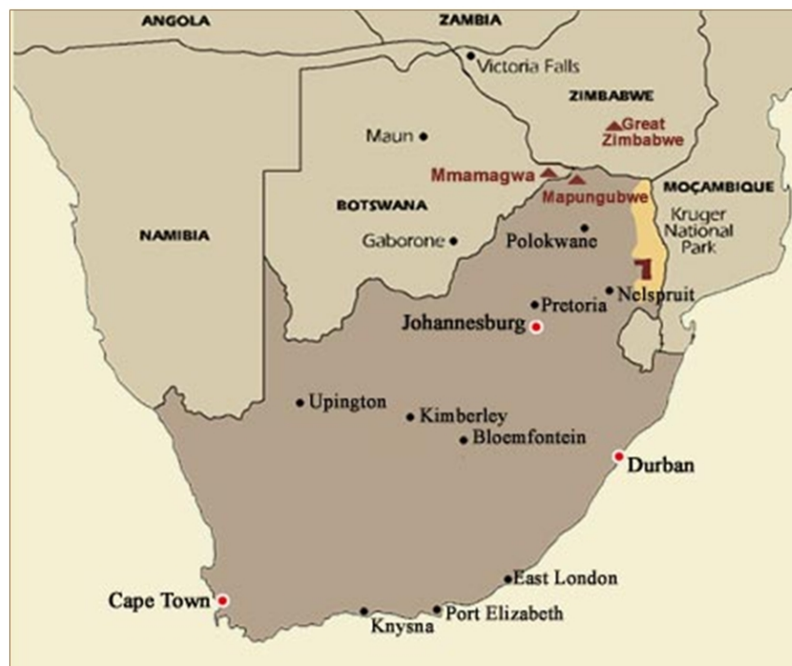 ANGOLA
ZAMBIA
Victoria Falls
ZIMBABWE
Great
Zimbabwe
Maun
Mmamagwa
Mapungubwe
MOÇAMBIQUE
BOTSWANA
Kruger
National
Park
NAMIBIA
Gaborone
Polokwane
Nelspruit
Pretoria
Johannesburg
Upington
Kimberley
Bloemfontein
Durban
East London
Cape Town
Port Elizabeth
Knysna